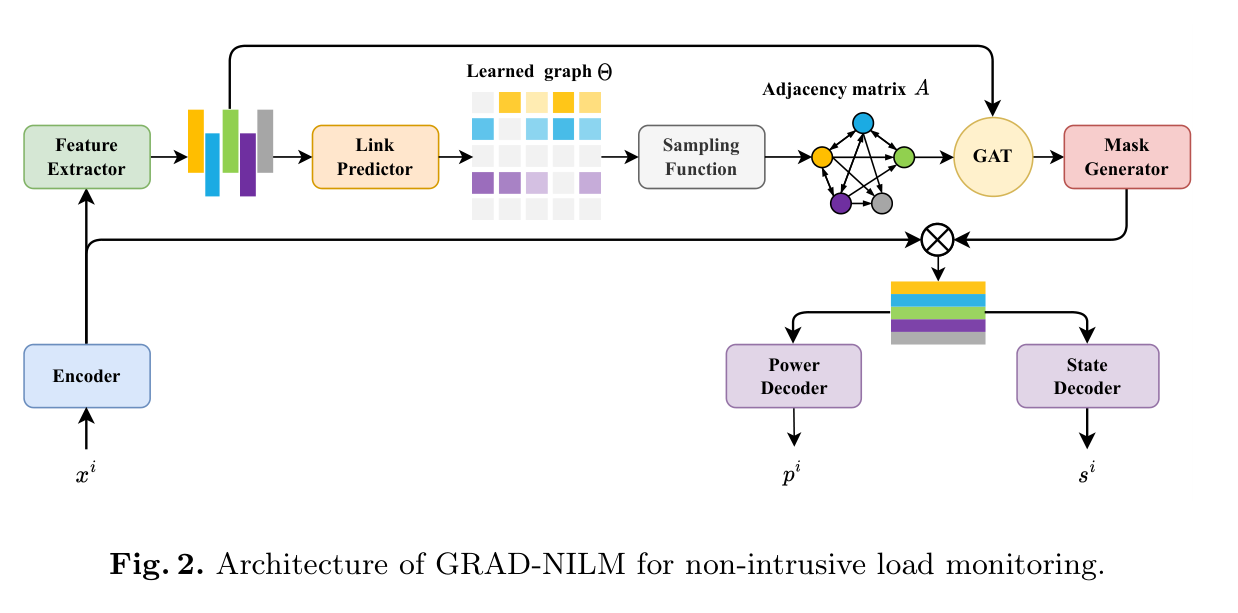 Learned graph Θ
Adjacency matrix A
Feature
Extractor
Link
Predictor
Sampling
Function
GAT
Mask
Generator
Encoder
Power
Decoder
State
Decoder
x^i
p^i
s^i
Fig. 2. Architecture of GRAD-NILM for non-intrusive load monitoring.